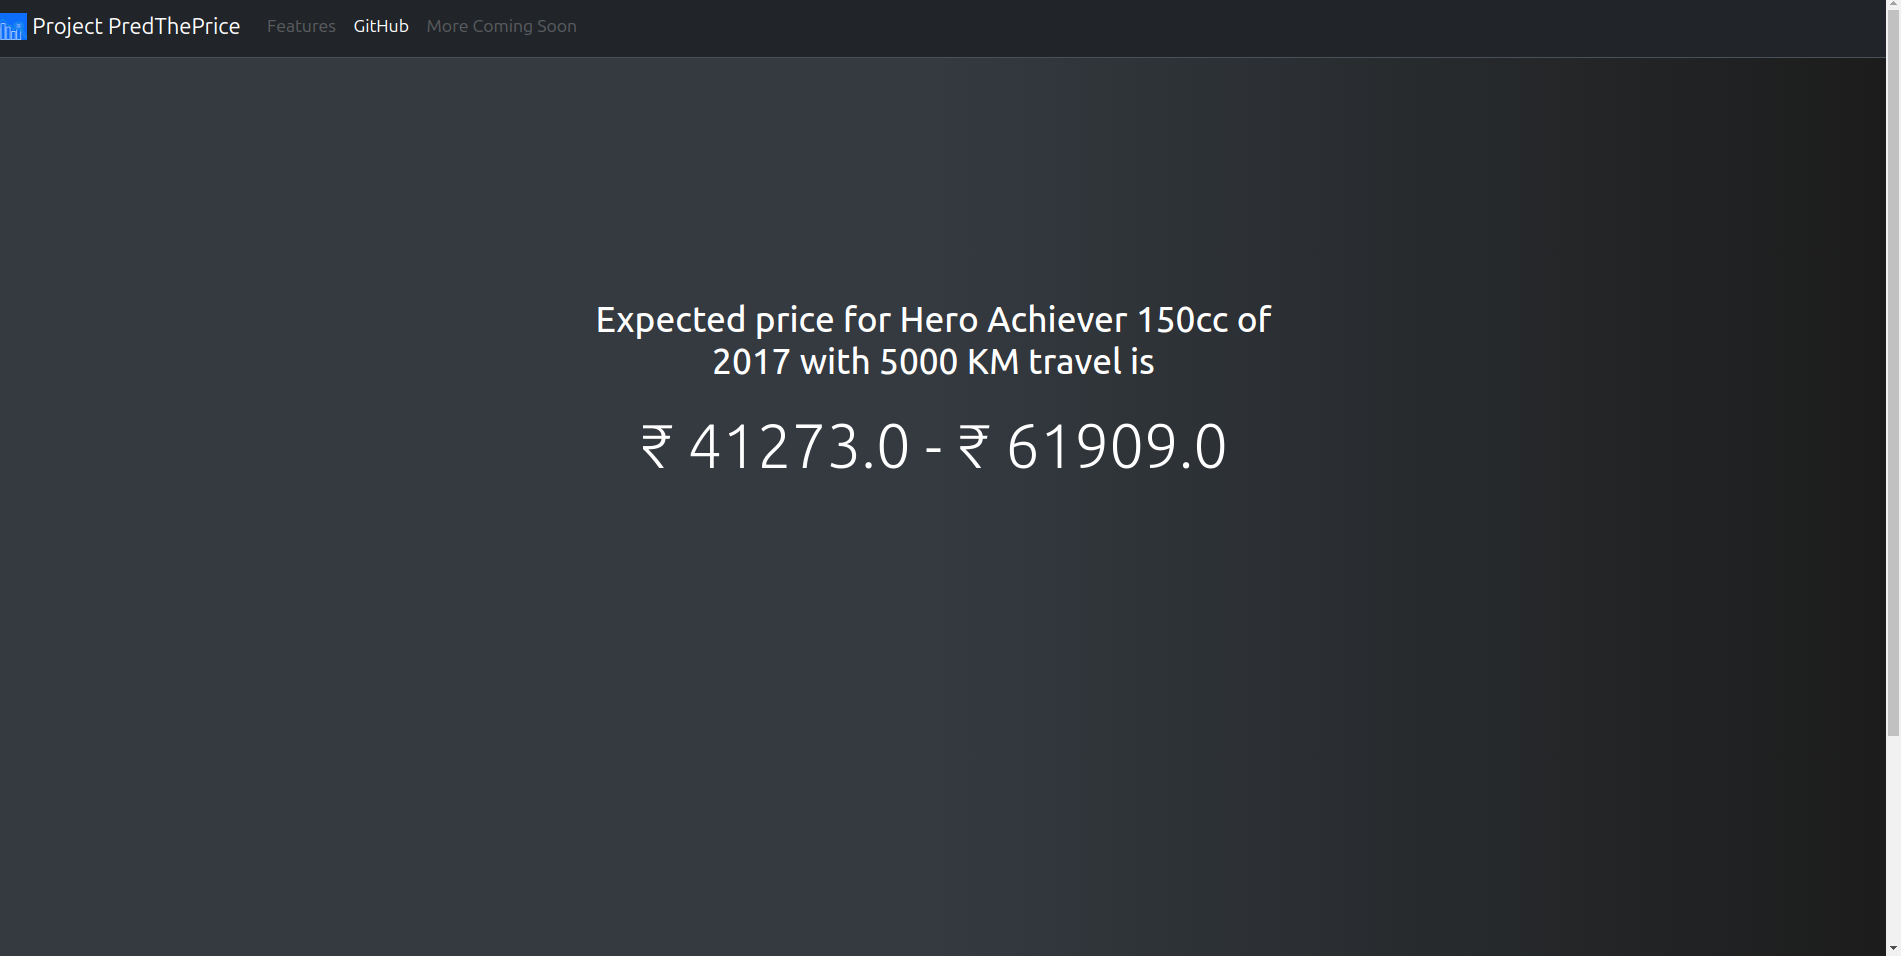 Project PredThePrice Features GitHub More Coming Soon
Expected price for Hero Achiever 150cc of
2017 with 5000 KM travel is
₹ 41273.0 - ₹ 61909.0